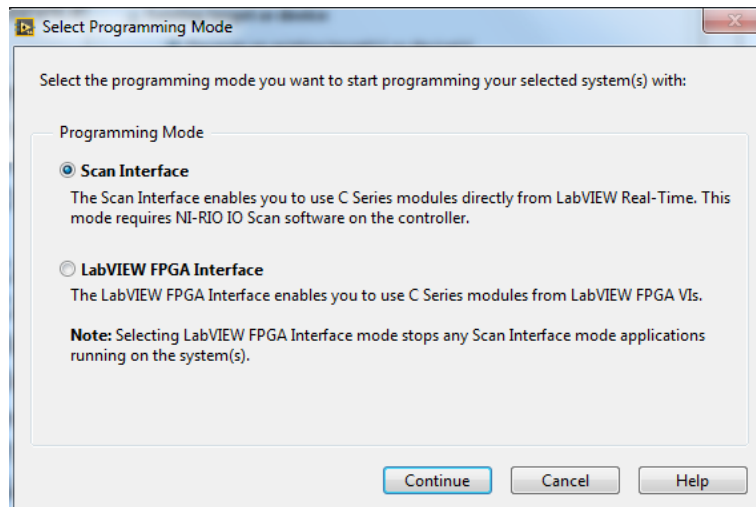 Select Programming Mode
Select the programming mode you want to start programming your selected system(s) with:
Programming Mode
Scan Interface
The Scan Interface enables you to use C Series modules directly from LabVIEW Real-Time. This
mode requires NI-RIO IO Scan software on the controller.
LabVIEW FPGA Interface
The LabVIEW FPGA Interface enables you to use C Series modules from LabVIEW FPGA VIs.
Note: Selecting LabVIEW FPGA Interface mode stops any Scan Interface mode applications
running on the system(s).
Continue Cancel Help